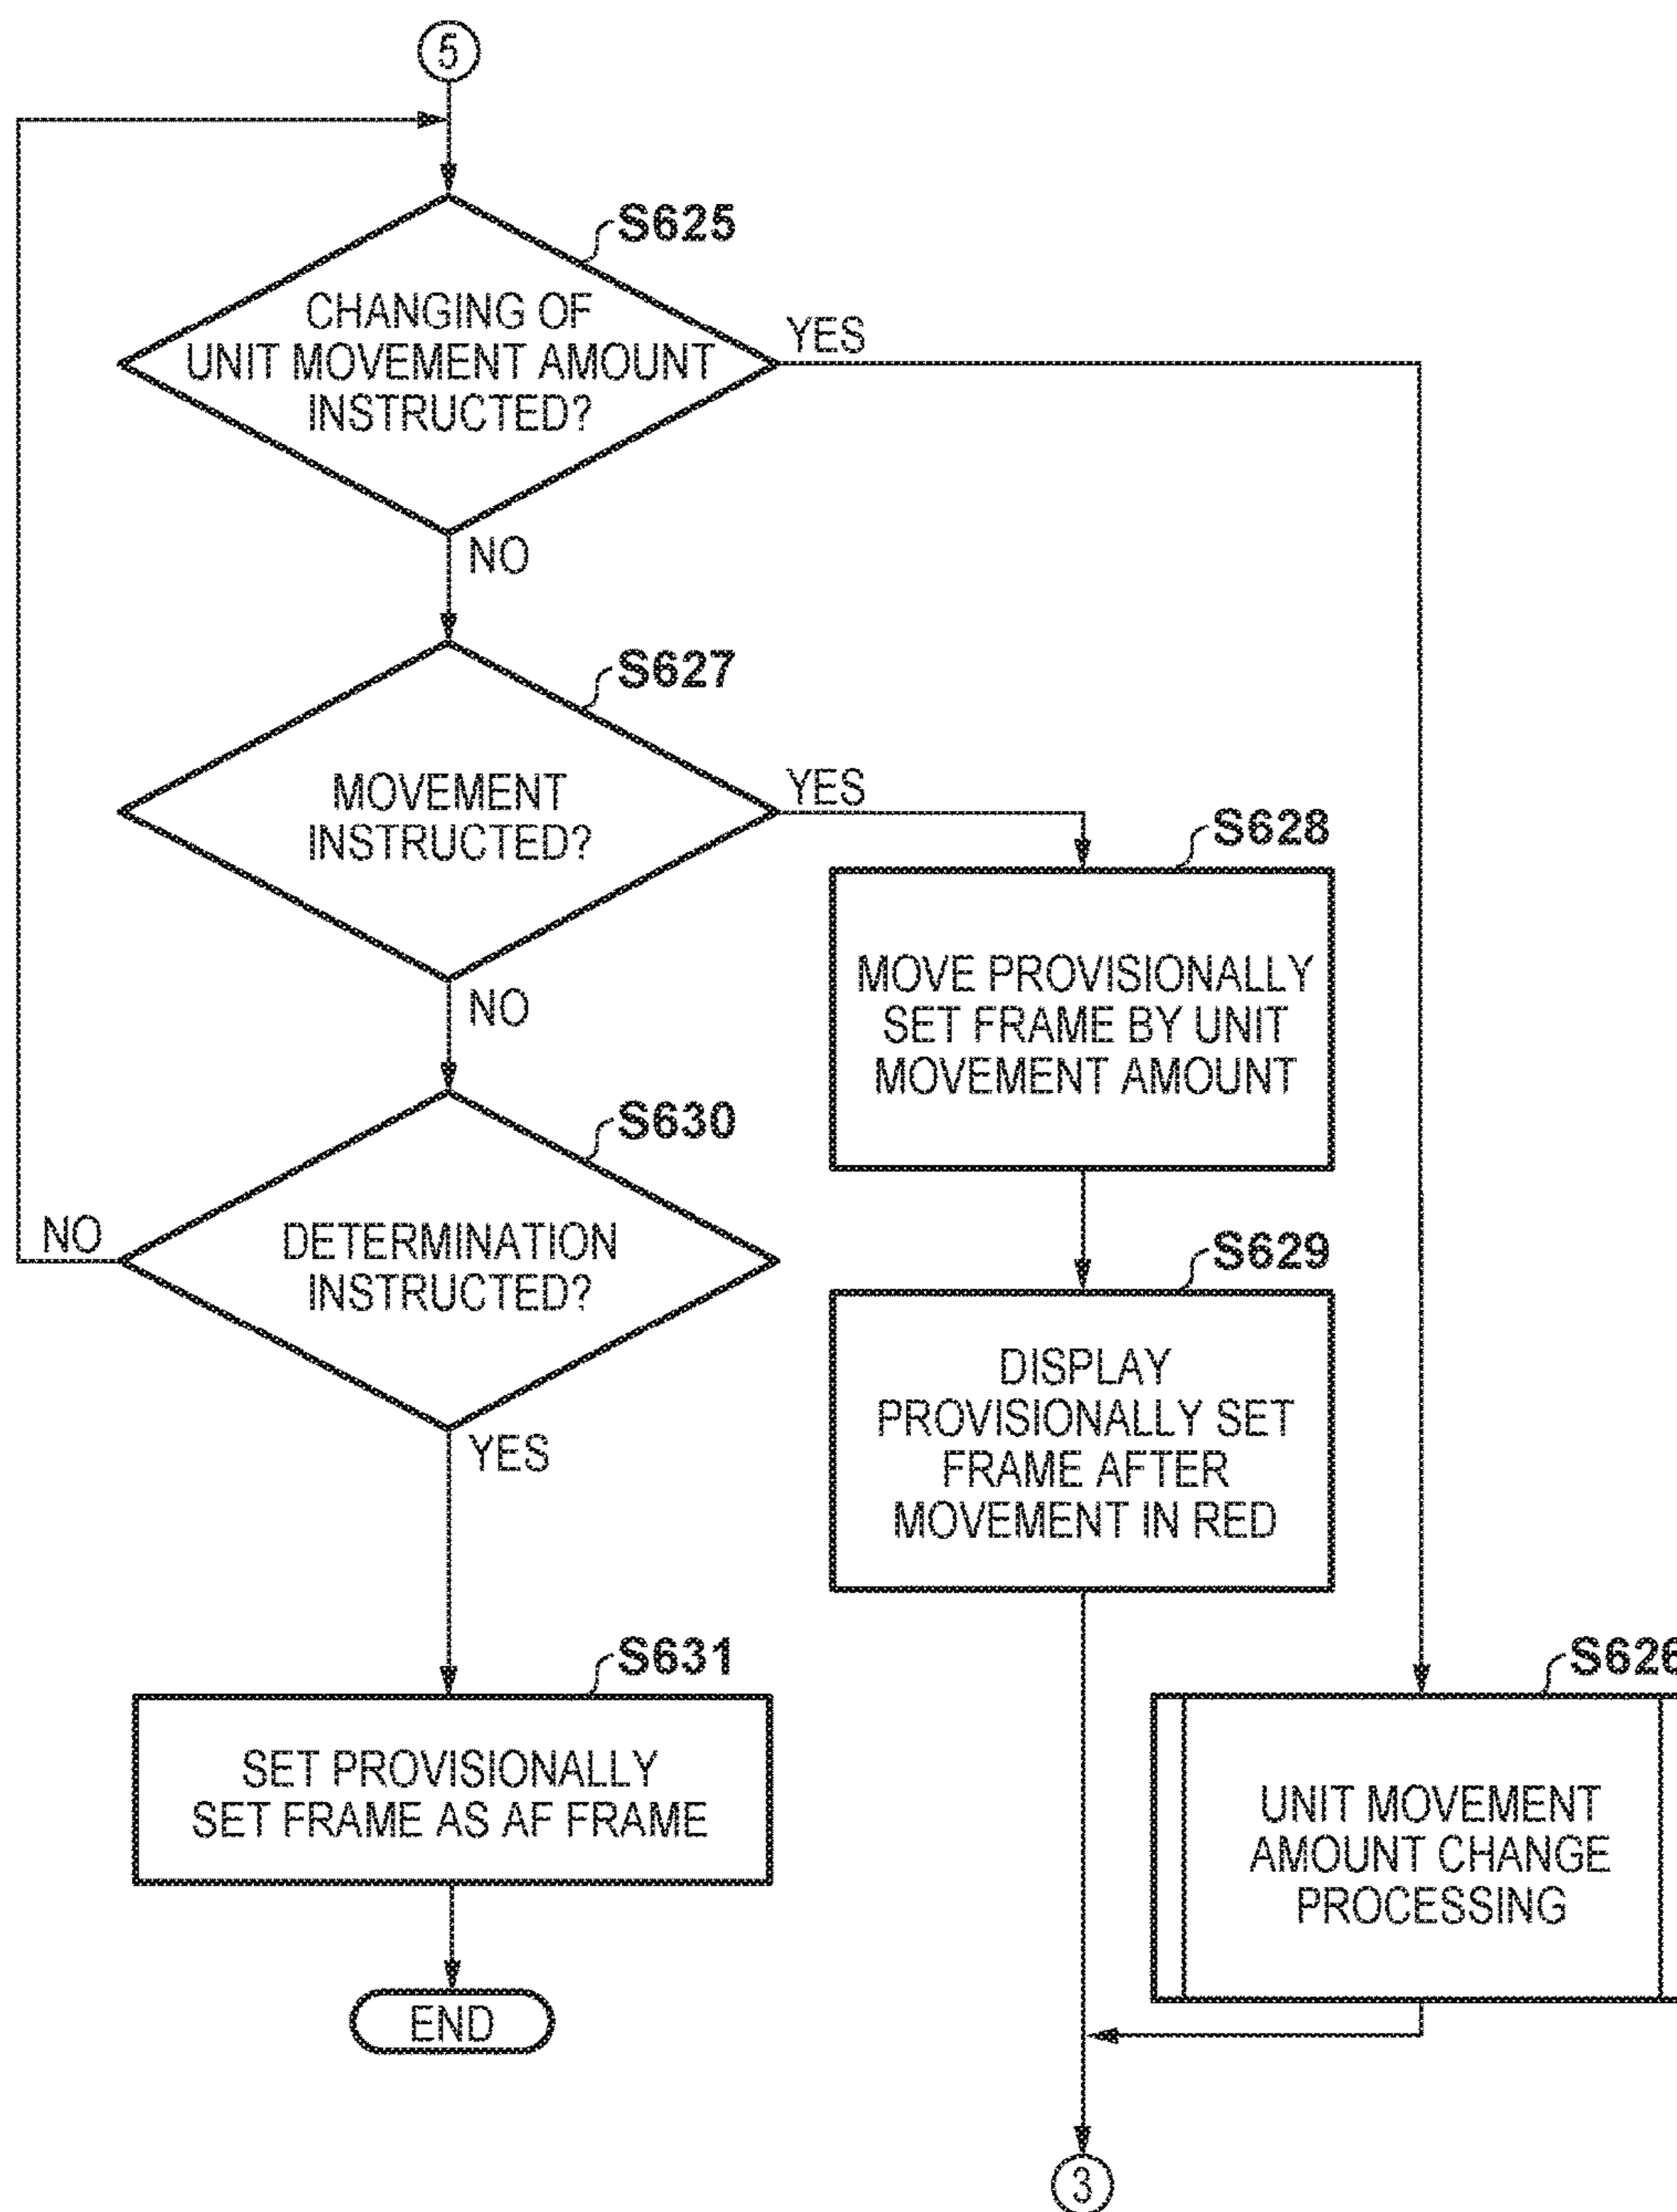 5
S625
CHANGING OF
UNIT MOVEMENT AMOUNT
INSTRUCTED?
YES
NO
S627
MOVEMENT
INSTRUCTED?
YES
NO
S628
MOVE PROVISIONALLY
SET FRAME BY UNIT
MOVEMENT AMOUNT
S630
DETERMINATION
INSTRUCTED?
NO
YES
S629
DISPLAY
PROVISIONALLY SET
FRAME AFTER
MOVEMENT IN RED
S631
SET PROVISIONALLY
SET FRAME AS AF FRAME
END
S626
UNIT MOVEMENT
AMOUNT CHANGE
PROCESSING
3